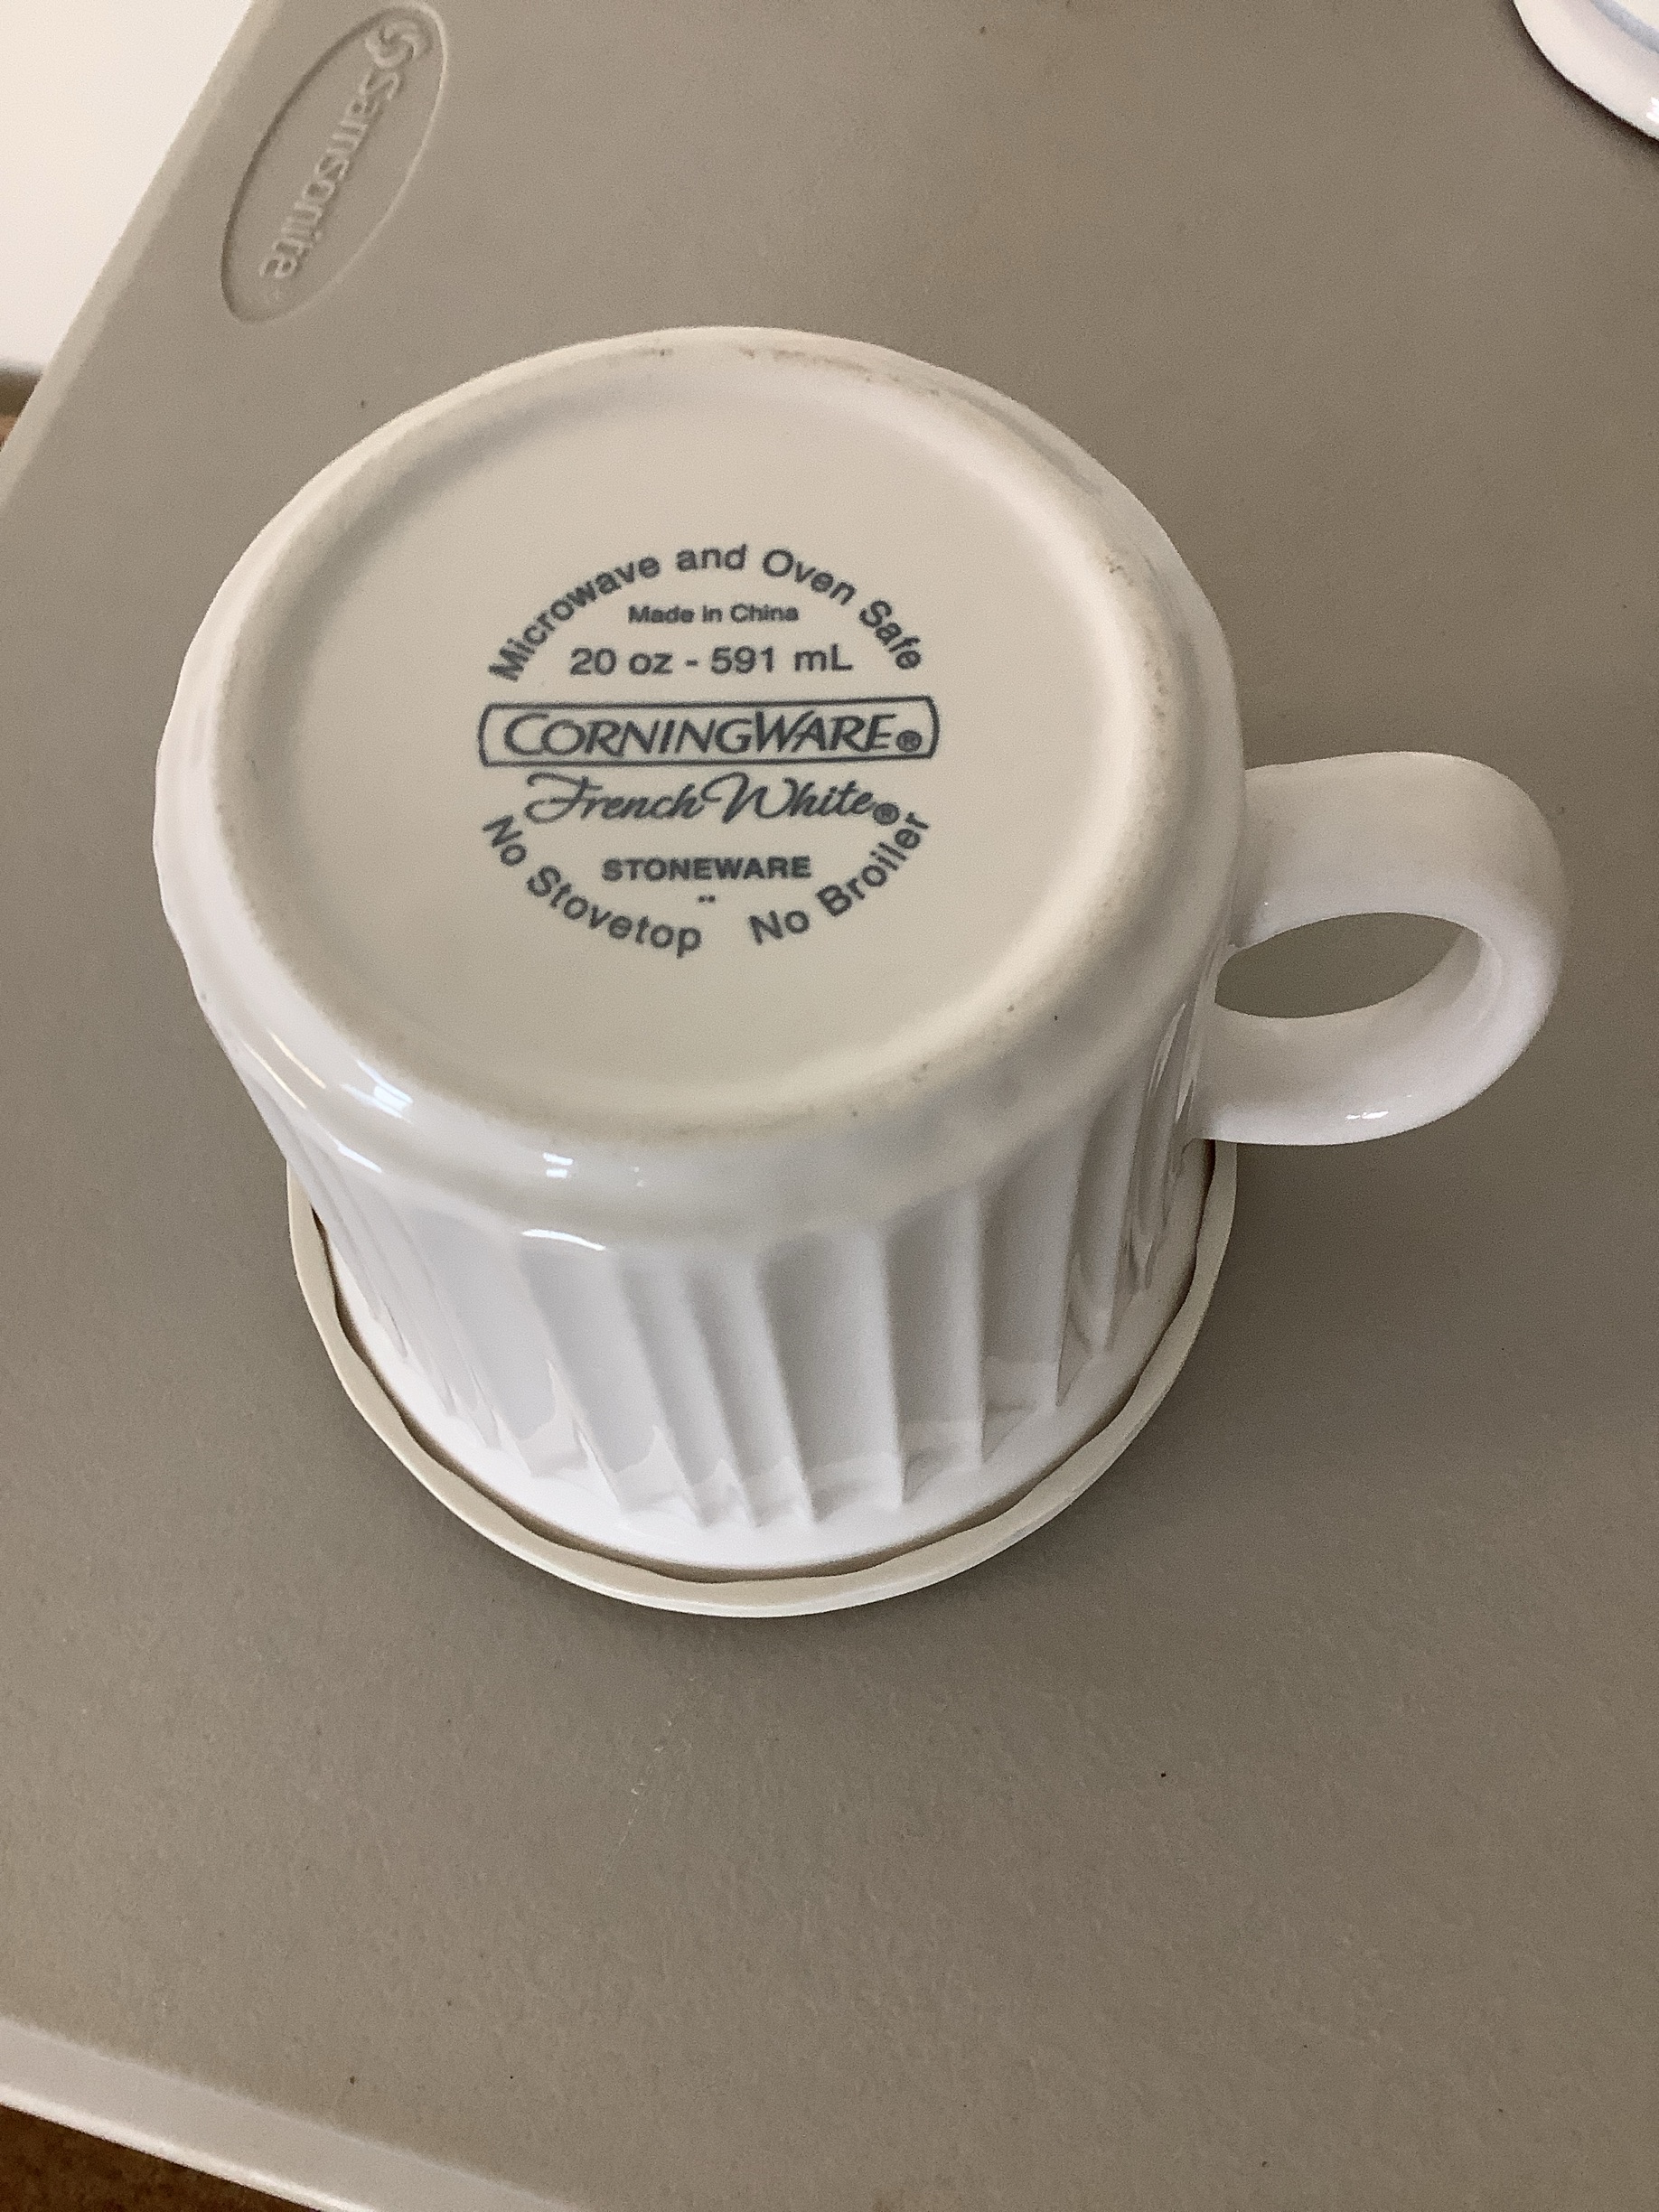 Samsonite
Microwave and Oven Safe
Made in China
20 oz - 591 mL
CORNINGWARE®
French White®
STONEWARE
No Stovetop No Broiler